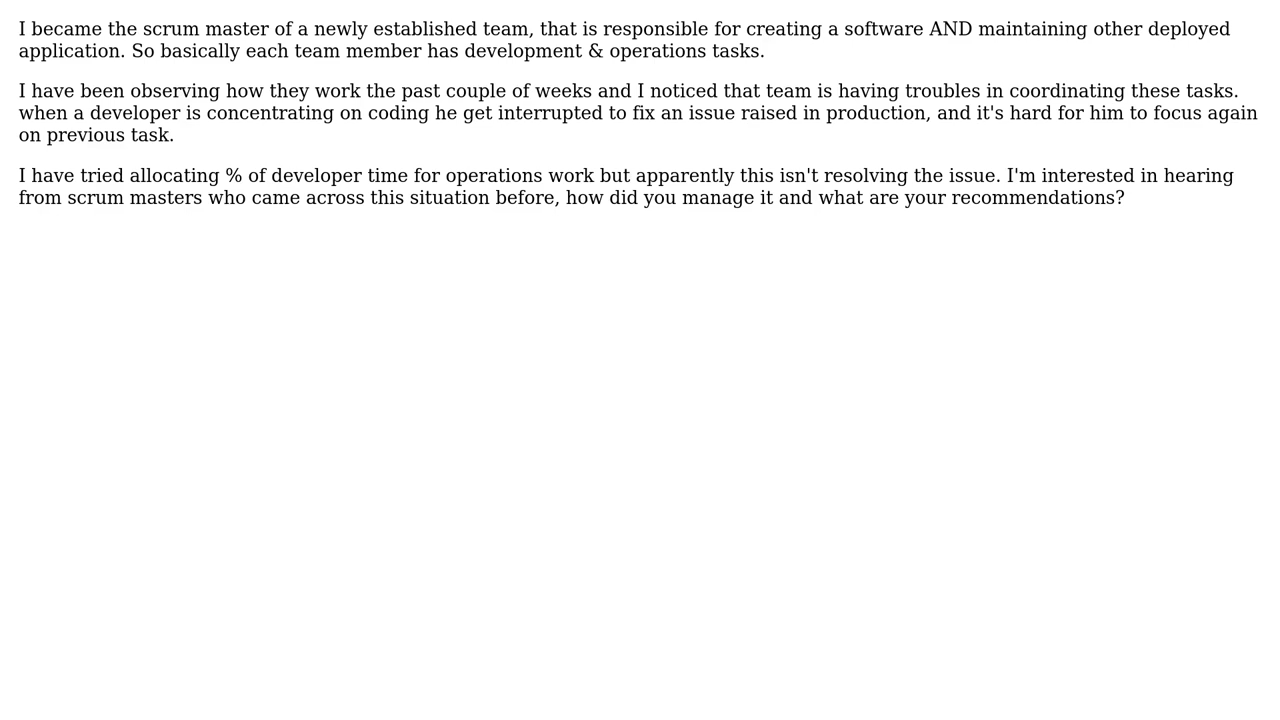 I became the scrum master of a newly established team, that is responsible for creating a software AND maintaining other deployed
application. So basically each team member has development & operations tasks.
I have been observing how they work the past couple of weeks and I noticed that team is having troubles in coordinating these tasks.
when a developer is concentrating on coding he get interrupted to fix an issue raised in production, and it's hard for him to focus again
on previous task.
I have tried allocating % of developer time for operations work but apparently this isn't resolving the issue. I'm interested in hearing
from scrum masters who came across this situation before, how did you manage it and what are your recommendations?